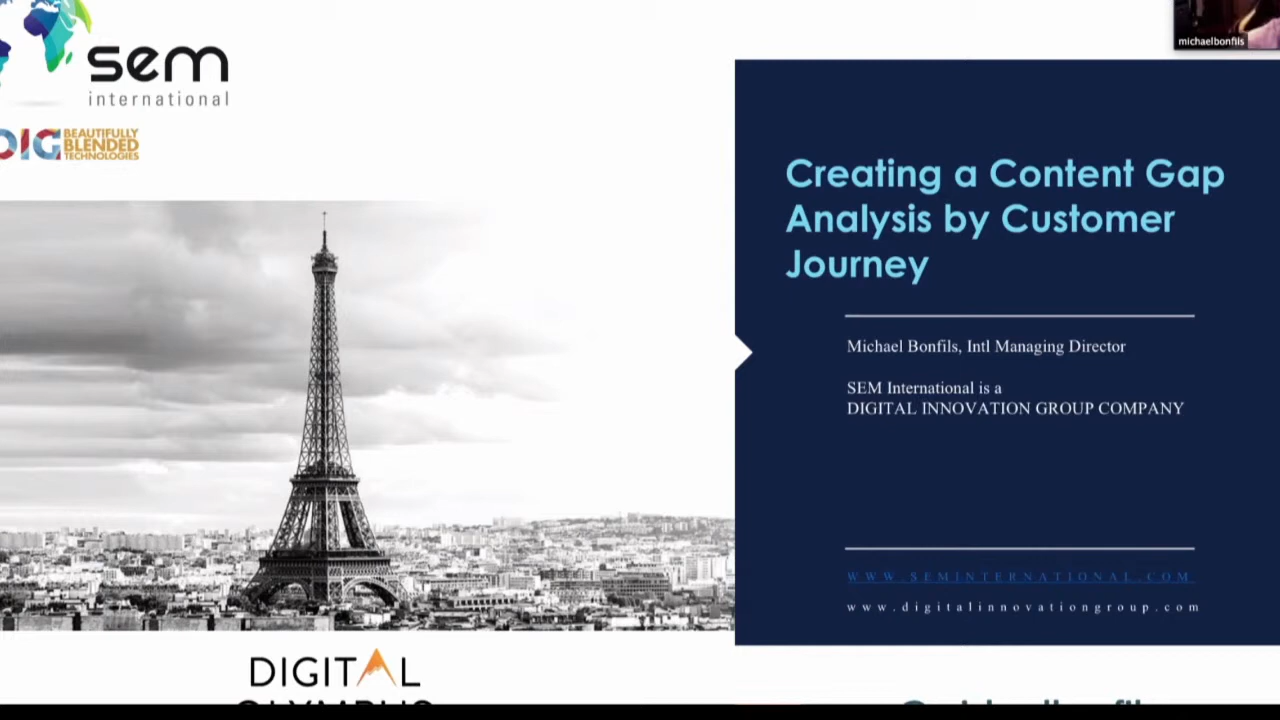 sem
international
DIG BEAUTIFULLY
BLENDED
TECHNOLOGIES
michaelbonfils
Creating a Content Gap
Analysis by Customer
Journey
Michael Bonfils, Intl Managing Director
SEM International is a
DIGITAL INNOVATION GROUP COMPANY
WWW.SEMINTERNATIONAL.COM
www.digitalinnovationgroup.com
DIGITAL